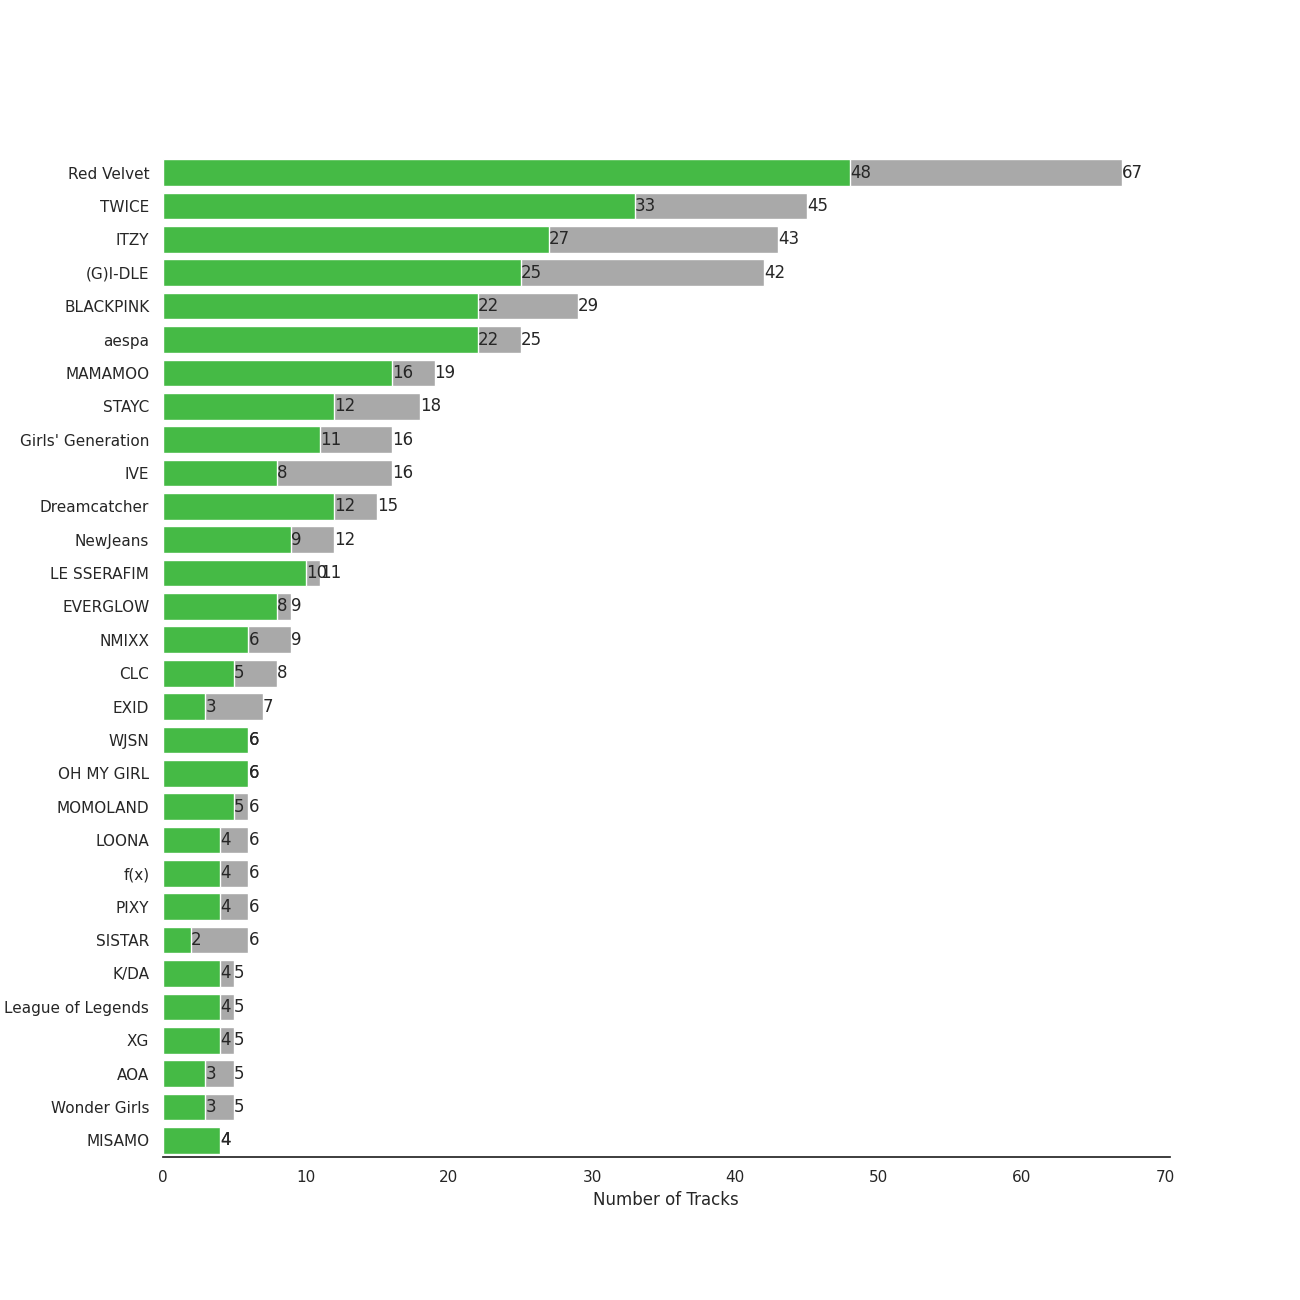 Red Velvet 48 67
TWICE 33 45
ITZY 27 43
(G)I-DLE 25 42
BLACKPINK 22 29
aespa 22 25
MAMAMOO 16 19
STAYC 12 18
Girls' Generation 11 16
IVE 8 16
Dreamcatcher 12 15
NewJeans 9 12
LE SSERAFIM 10 11
EVERGLOW 8 9
NMIXX 6 9
CLC 5 8
EXID 3 7
WJSN 6
OH MY GIRL 6
MOMOLAND 5 6
LOONA 4 6
f(x) 4 6
PIXY 4 6
SISTAR 2 6
K/DA 4 5
League of Legends 4 5
XG 4 5
AOA 3 5
Wonder Girls 3 5
MISAMO 4
0 10 20 30 40 50 60 70
Number of Tracks